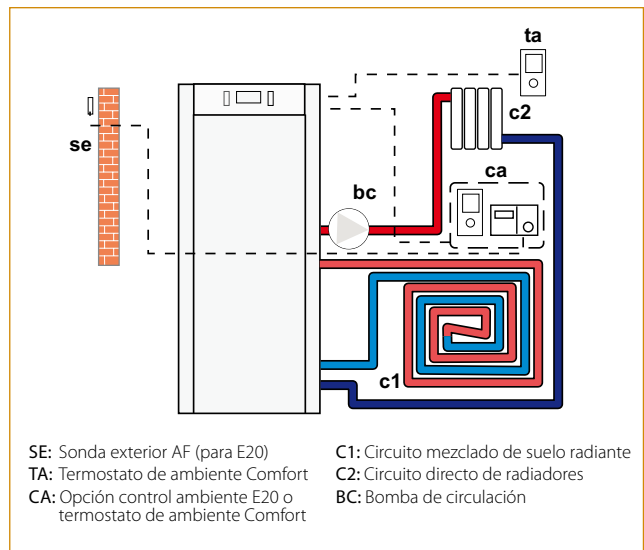 ta
c2
se
ca
bc
c1
SE: Sonda exterior AF (para E20)
TA: Termostato de ambiente Comfort
CA: Opción control ambiente E20 o
termostato de ambiente Comfort
C1: Circuito mezclado de suelo radiante
C2: Circuito directo de radiadores
BC: Bomba de circulación